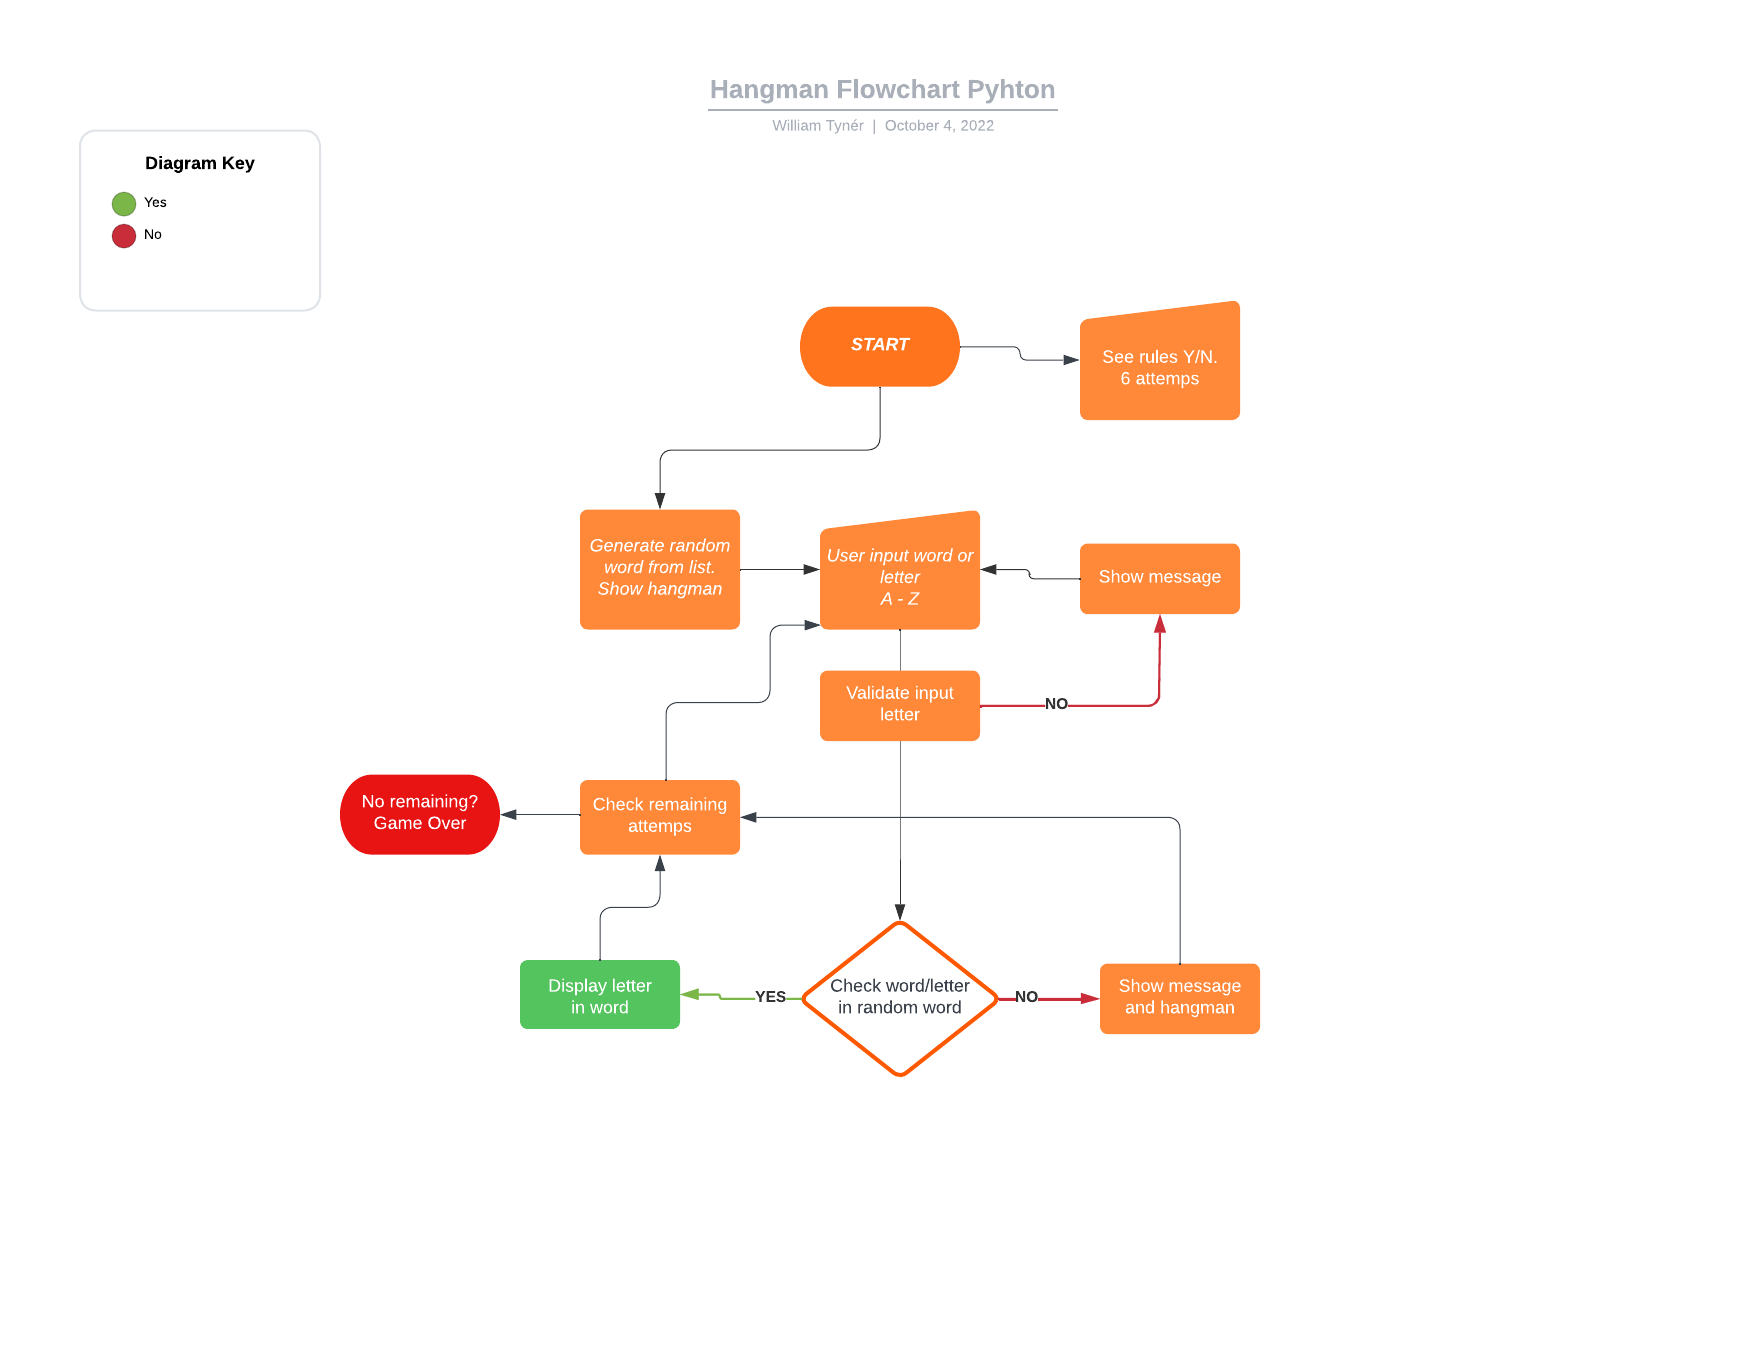 Hangman Flowchart Pyhton
William Tynér | October 4, 2022
Diagram Key
Yes
No
START
See rules Y/N.
6 attemps
Generate random
word from list.
Show hangman
User input word or
letter
A - Z
Show message
Validate input
letter
NO
No remaining?
Game Over
Check remaining
attemps
Display letter
in word
YES
Check word/letter
in random word
NO
Show message
and hangman